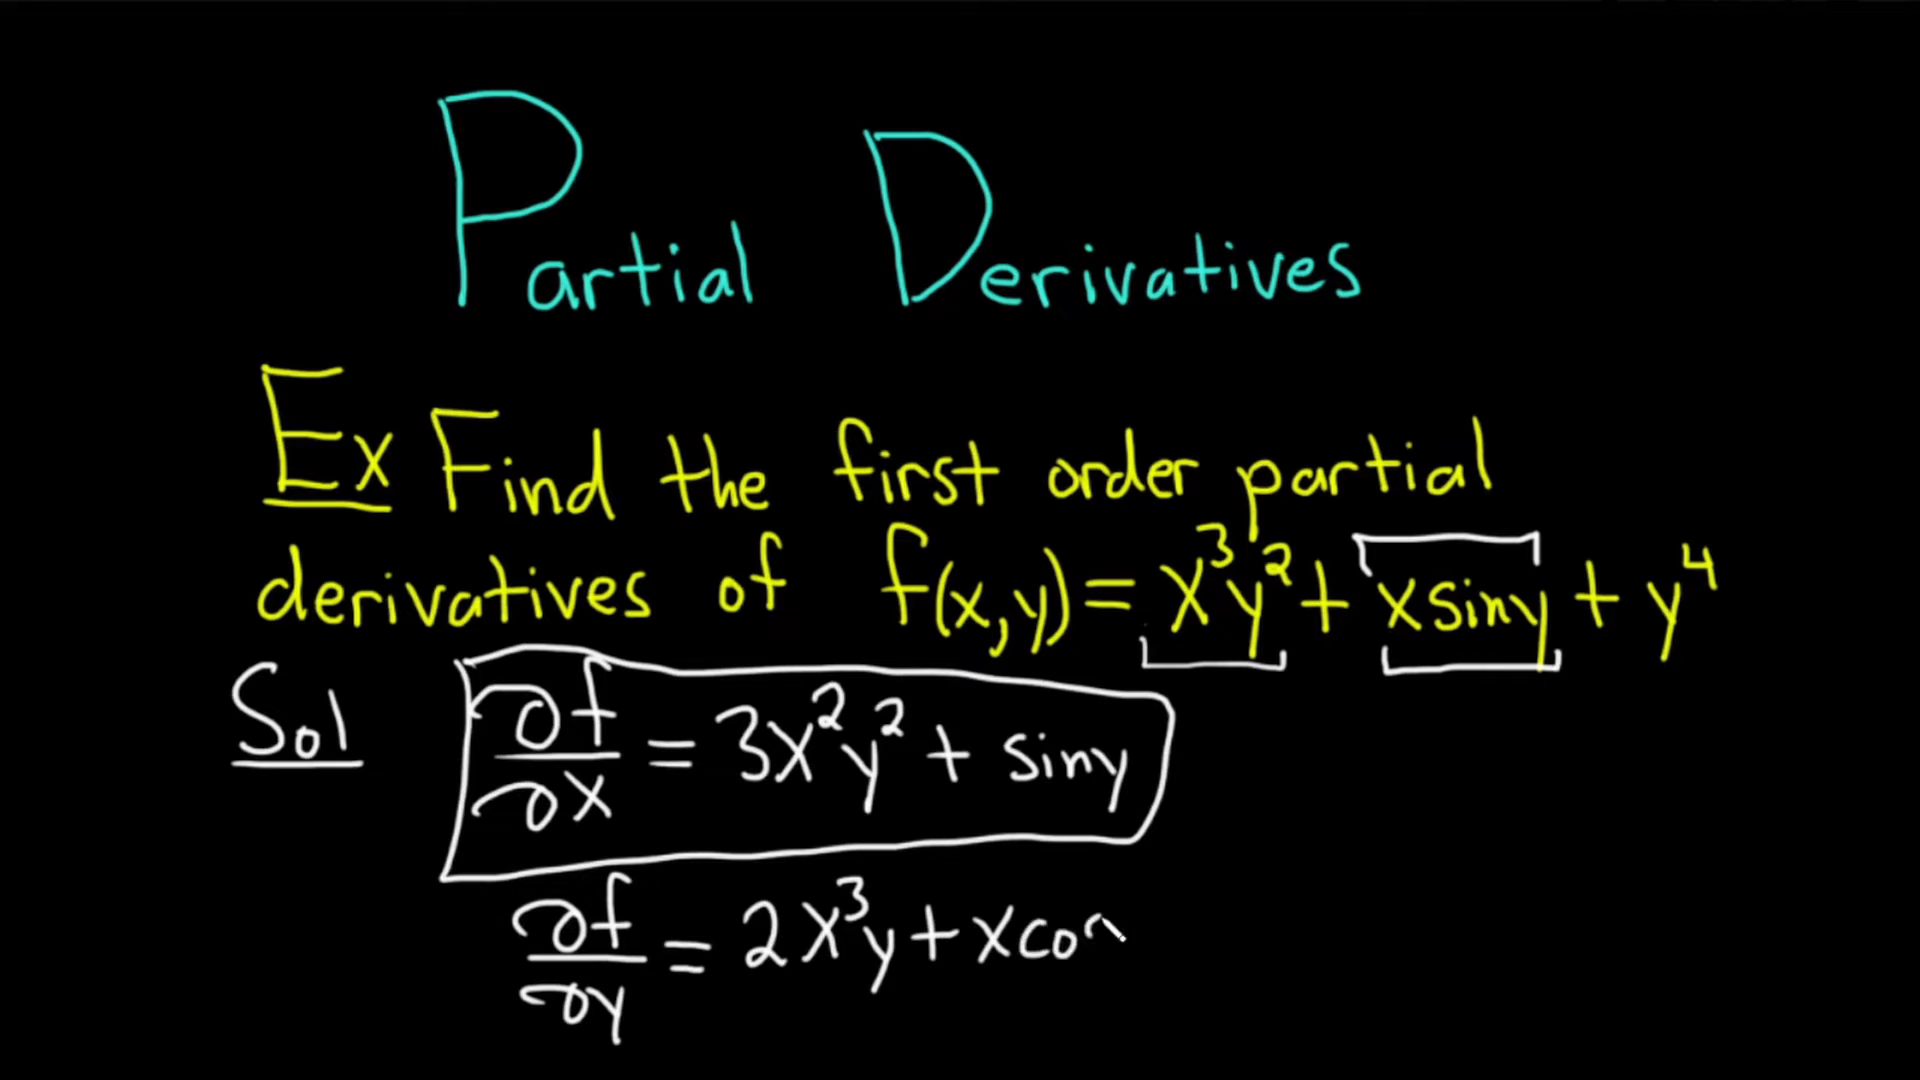 Partial Derivatives
Ex Find the first order partial
derivatives of f(x,y) = x³y² + xsiny + y⁴
Sol ∂f/∂x = 3x²y² + siny
∂f/∂y = 2x³y + xco